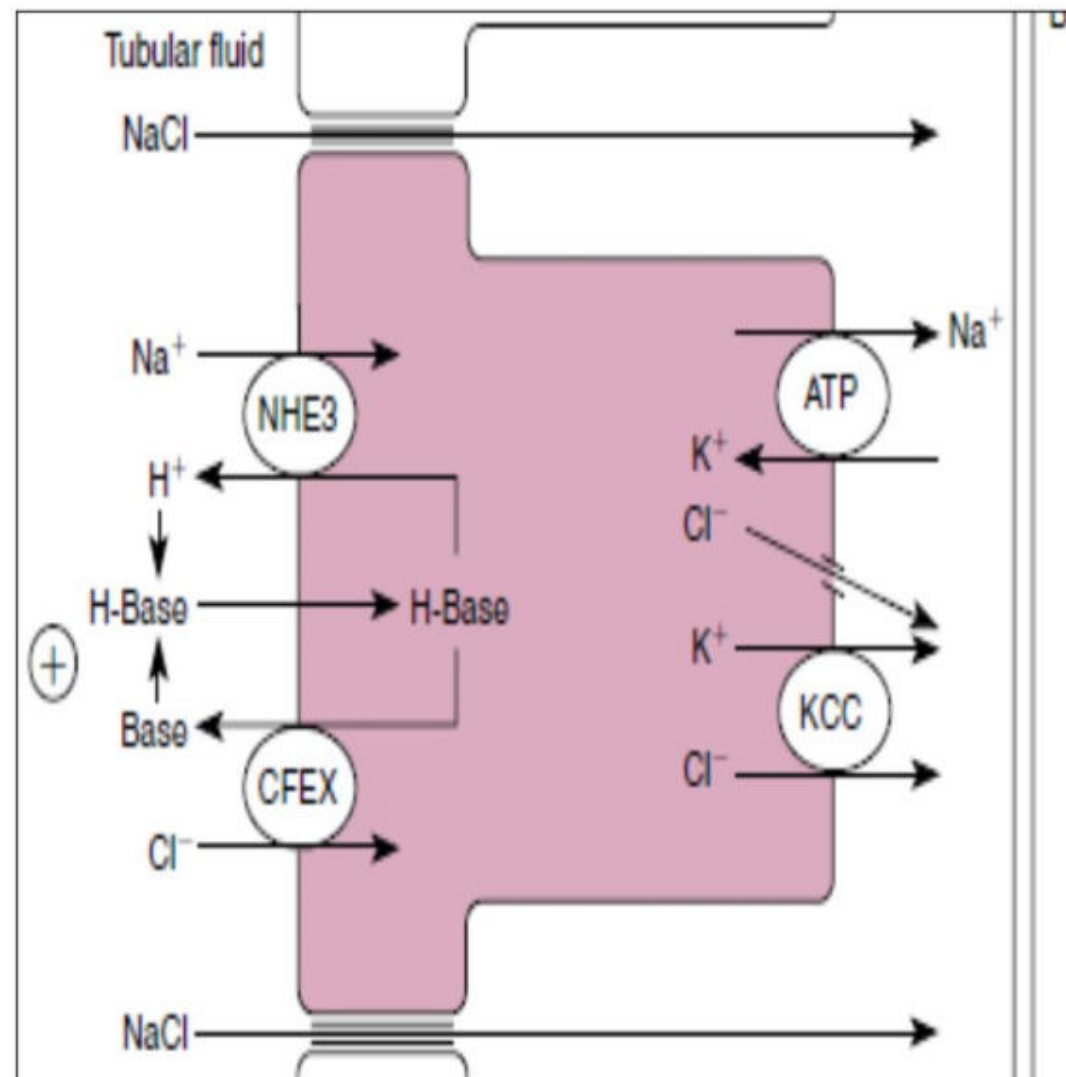 Tubular fluid
NaCl
Na⁺
Na⁺
NHE3
ATP
H⁺
K⁺
Cl⁻
H-Base
H-Base
K⁺
+
Base
KCC
CFEX
Cl⁻
Cl⁻
NaCl